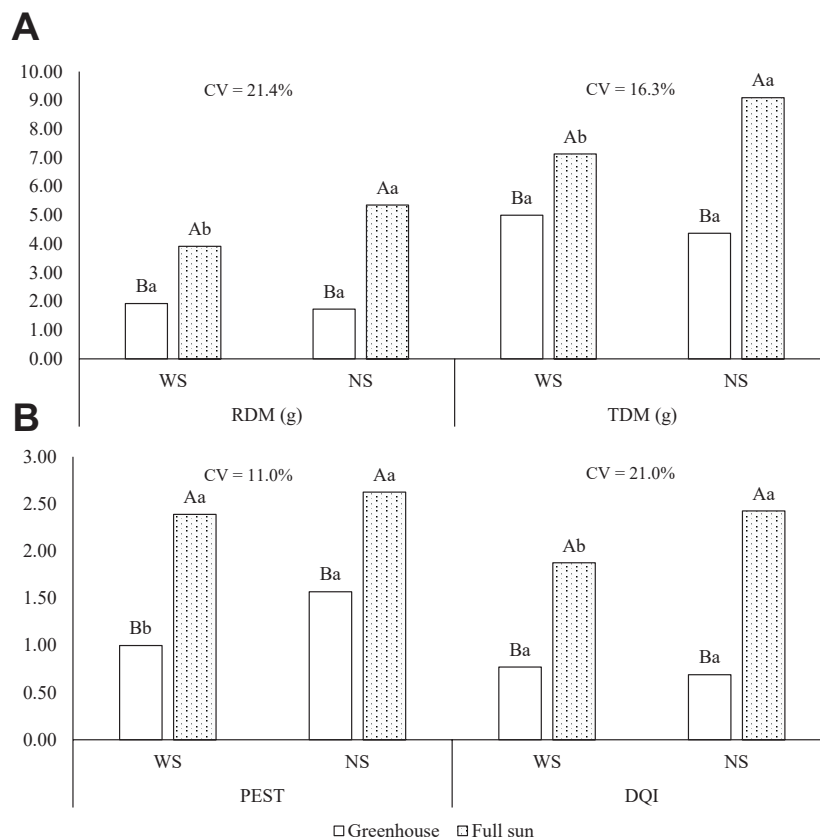 A
10.00
9.00
8.00
7.00
6.00
5.00
4.00
3.00
2.00
1.00
0.00
CV = 21.4%
CV = 16.3%
Ba
Ab
Ba
Aa
Ba
Ab
Ba
Aa
WS
NS
WS
NS
RDM (g)
TDM (g)
B
3.00
2.50
2.00
1.50
1.00
0.50
0.00
CV = 11.0%
CV = 21.0%
Bb
Aa
Ba
Aa
Ba
Ab
Ba
Aa
WS
NS
WS
NS
PEST
DQI
Greenhouse
Full sun